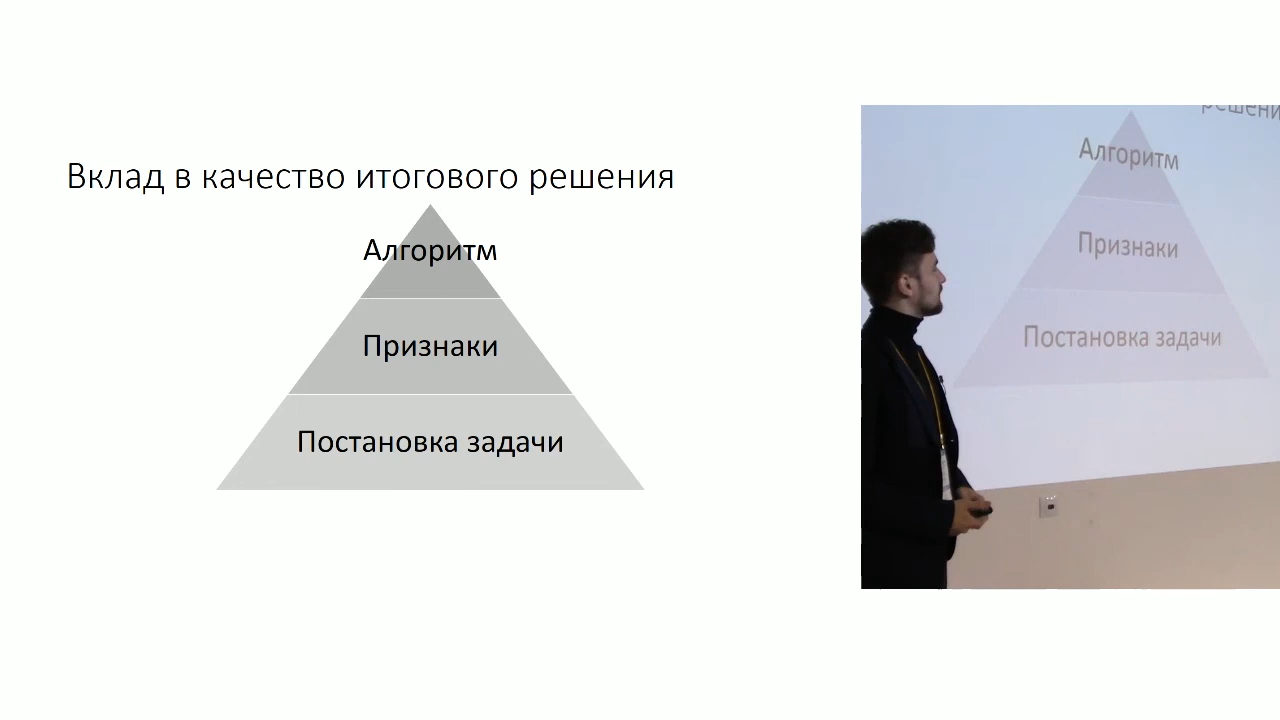 Вклад в качество итогового решения
Алгоритм
Признаки
Постановка задачи
Алгоритм
Признаки
Постановка задачи